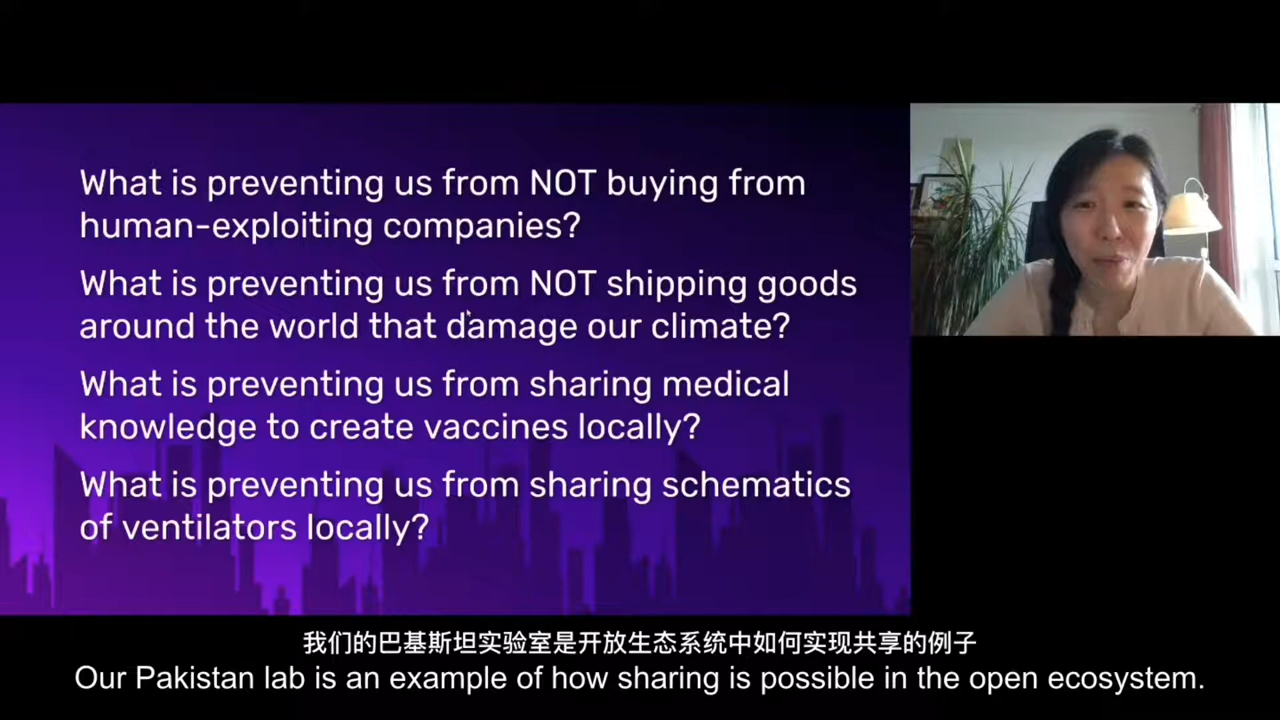 What is preventing us from NOT buying from
human-exploiting companies?
What is preventing us from NOT shipping goods
around the world that damage our climate?
What is preventing us from sharing medical
knowledge to create vaccines locally?
What is preventing us from sharing schematics
of ventilators locally?
我们的巴基斯坦实验室是开放生态系统中如何实现共享的例子
Our Pakistan lab is an example of how sharing is possible in the open ecosystem.